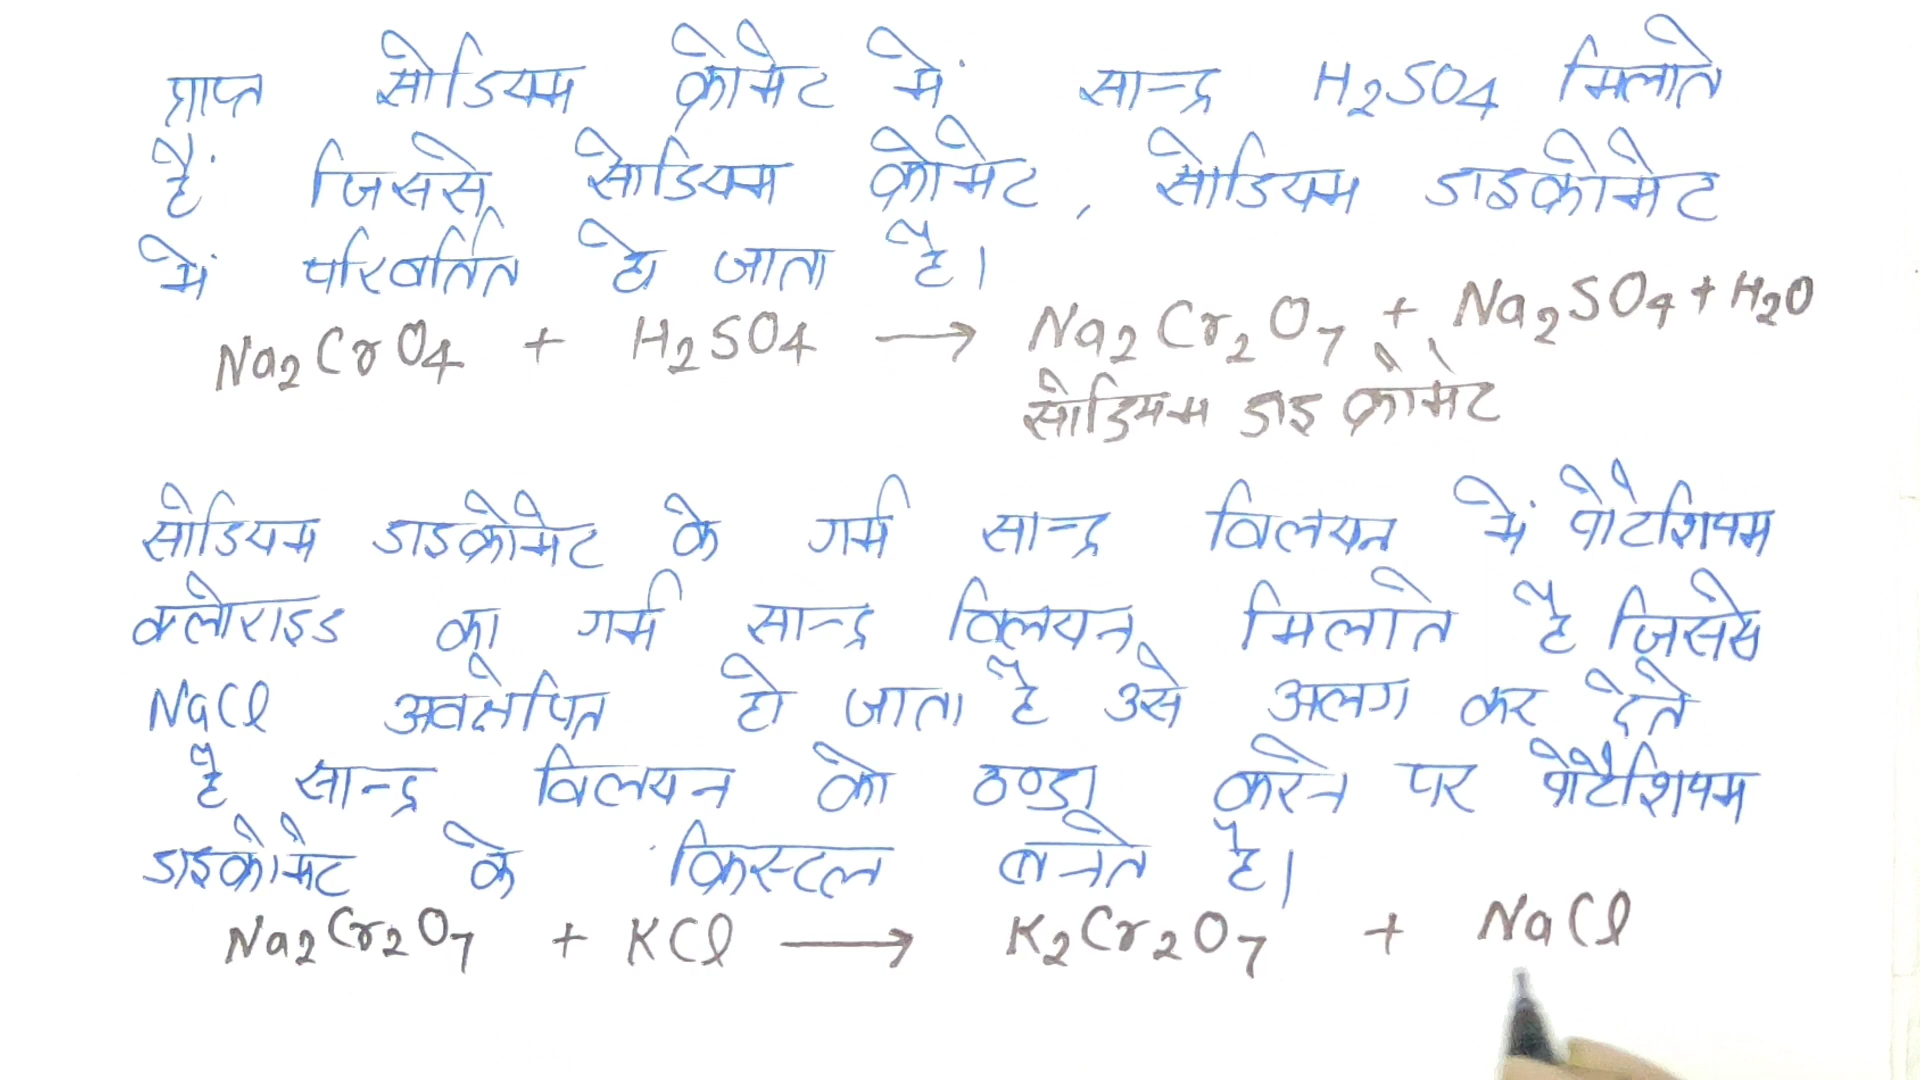 प्राप्त सोडियम क्रोमेट में सान्द्र H2SO4 मिलाते
हैं जिससे सोडियम क्रोमेट, सोडियम डाइक्रोमेट
में परिवर्तित हो जाता है।
Na2CrO4 + H2SO4 → Na2Cr2O7 + Na2SO4 + H2O
सोडियम डाइ क्रोमेट
सोडियम डाइक्रोमेट के गर्म सान्द्र विलयन में पोटैशियम
क्लोराइड का गर्म सान्द्र विलयन मिलाते है जिससे
NaCl अवक्षेपित हो जाता है उसे अलग कर देते
है सान्द्र विलयन को ठण्डा करने पर पोटैशियम
डाइक्रोमेट के क्रिस्टल बनते है।
Na2Cr2O7 + KCl → K2Cr2O7 + NaCl